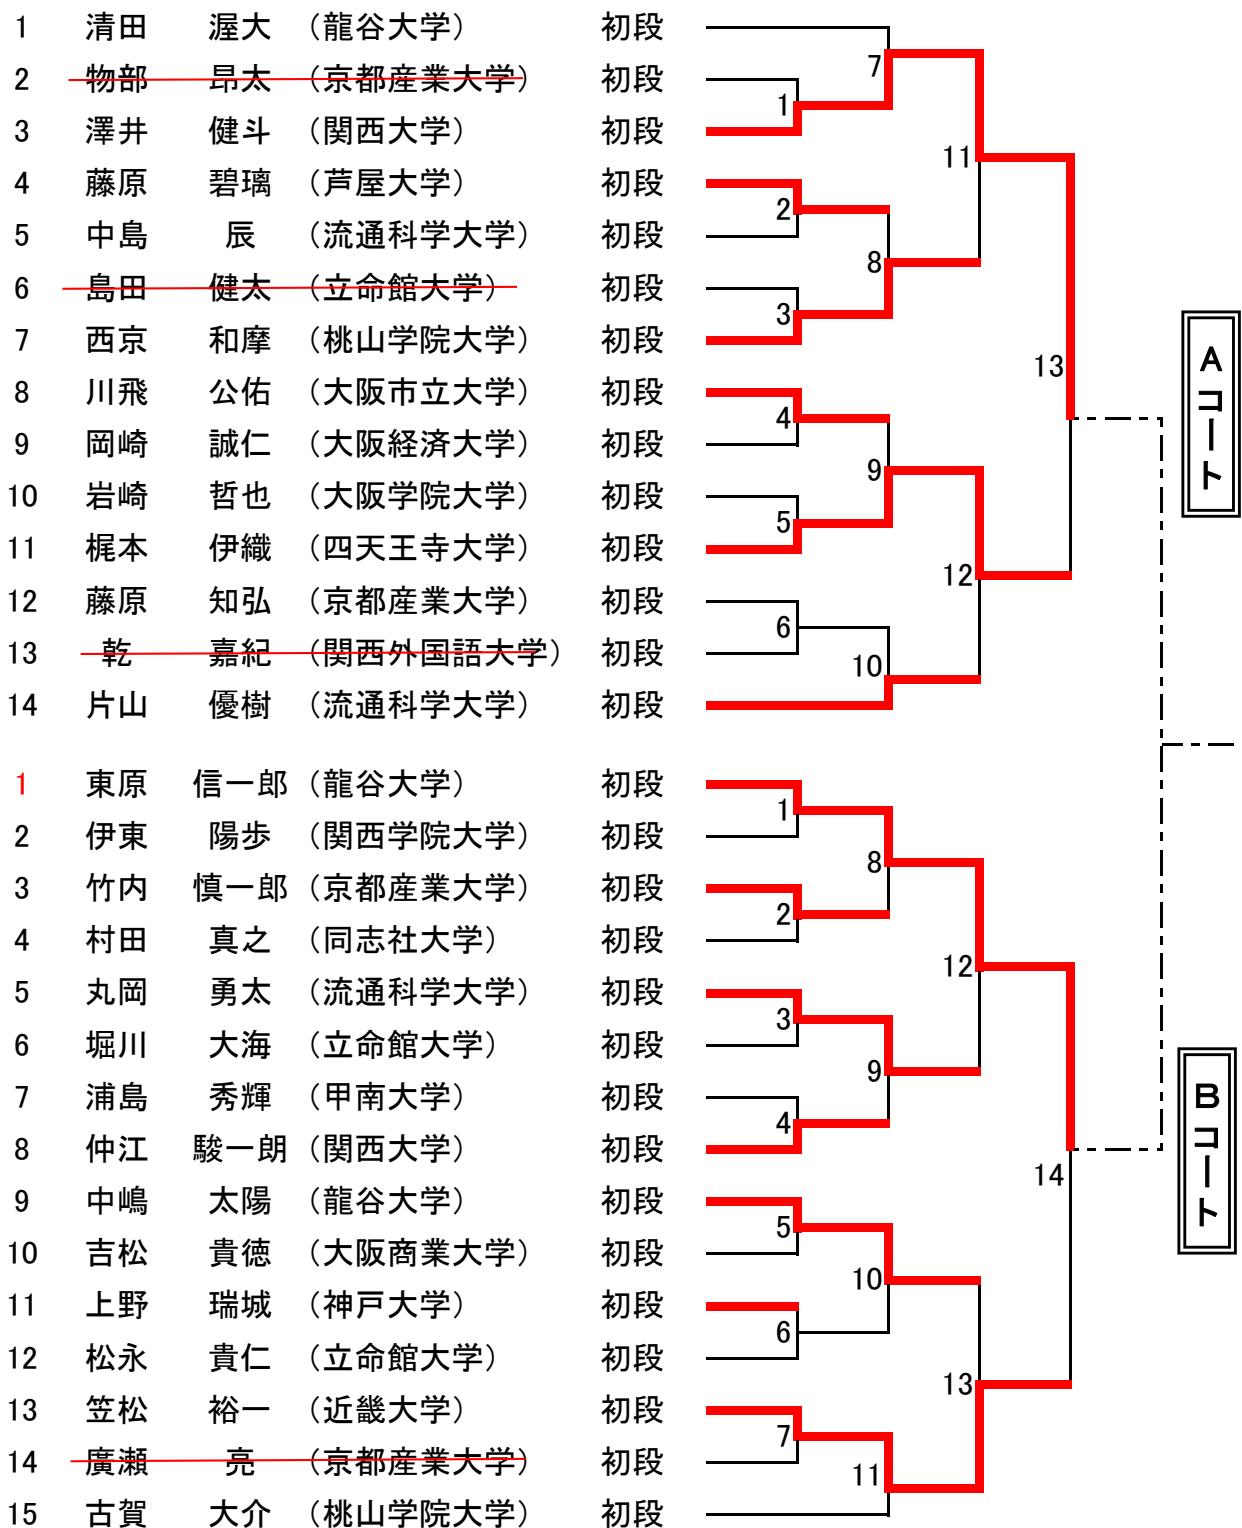 1 清田 渥大 （龍谷大学） 初段
2 物部 昂太 （京都産業大学） 初段
3 澤井 健斗 （関西大学） 初段
4 藤原 碧璃 （芦屋大学） 初段
5 中島 辰 （流通科学大学） 初段
6 島田 健太 （立命館大学） 初段
7 西京 和摩 （桃山学院大学） 初段
8 川飛 公佑 （大阪市立大学） 初段
9 岡崎 誠仁 （大阪経済大学） 初段
10 岩崎 哲也 （大阪学院大学） 初段
11 梶本 伊織 （四天王寺大学） 初段
12 藤原 知弘 （京都産業大学） 初段
13 乾 嘉紀 （関西外国語大学） 初段
14 片山 優樹 （流通科学大学） 初段
1
2
3
4
5
6
7
8
9
10
11
12
13
Aコート
1 東原 信一郎 （龍谷大学） 初段
2 伊東 陽歩 （関西学院大学） 初段
3 竹内 慎一郎 （京都産業大学） 初段
4 村田 真之 （同志社大学） 初段
5 丸岡 勇太 （流通科学大学） 初段
6 堀川 大海 （立命館大学） 初段
7 浦島 秀輝 （甲南大学） 初段
8 仲江 駿一朗 （関西大学） 初段
9 中嶋 太陽 （龍谷大学） 初段
10 吉松 貴徳 （大阪商業大学） 初段
11 上野 瑞城 （神戸大学） 初段
12 松永 貴仁 （立命館大学） 初段
13 笠松 裕一 （近畿大学） 初段
14 廣瀬 亮 （京都産業大学） 初段
15 古賀 大介 （桃山学院大学） 初段
1
2
3
4
5
6
7
8
9
10
11
12
13
14
Bコート